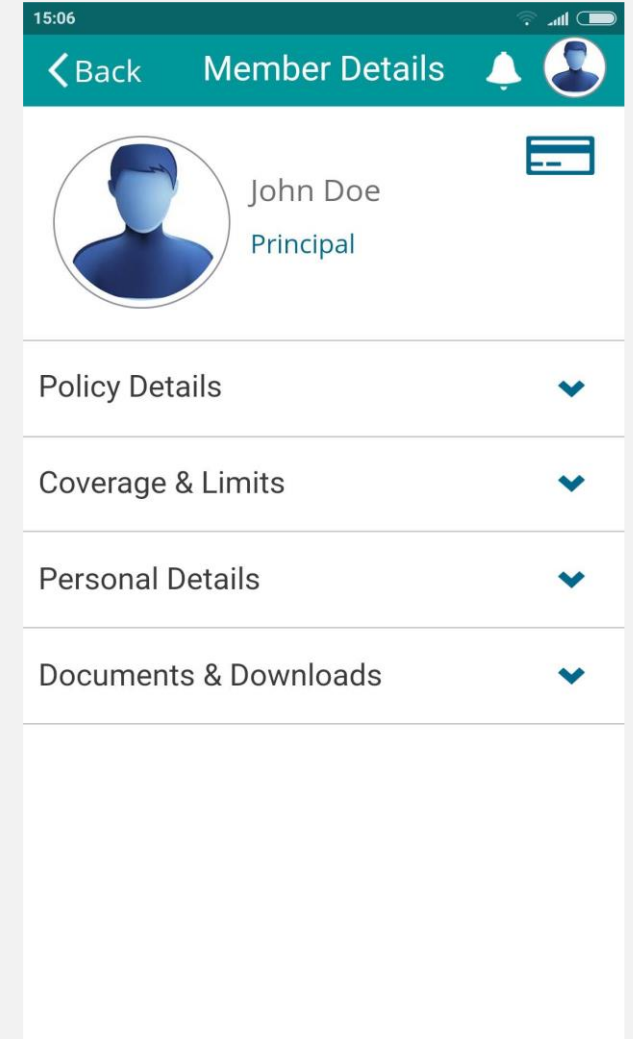 15:06
Back Member Details
John Doe
Principal
Policy Details
Coverage & Limits
Personal Details
Documents & Downloads